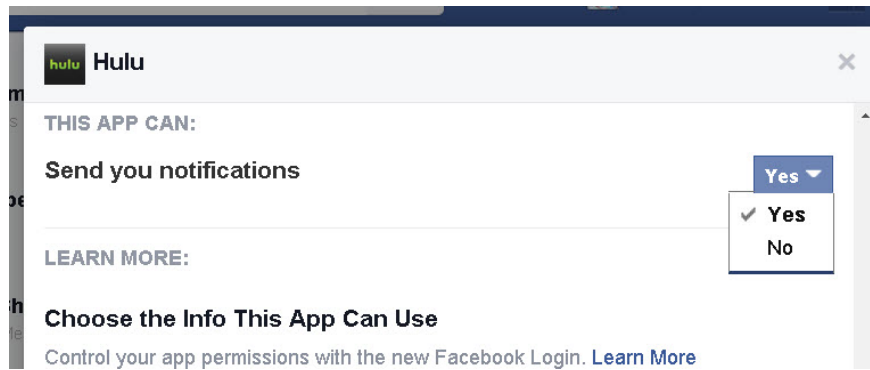 hulu Hulu
THIS APP CAN:
Send you notifications
Yes
Yes
No
LEARN MORE:
Choose the Info This App Can Use
Control your app permissions with the new Facebook Login. Learn More